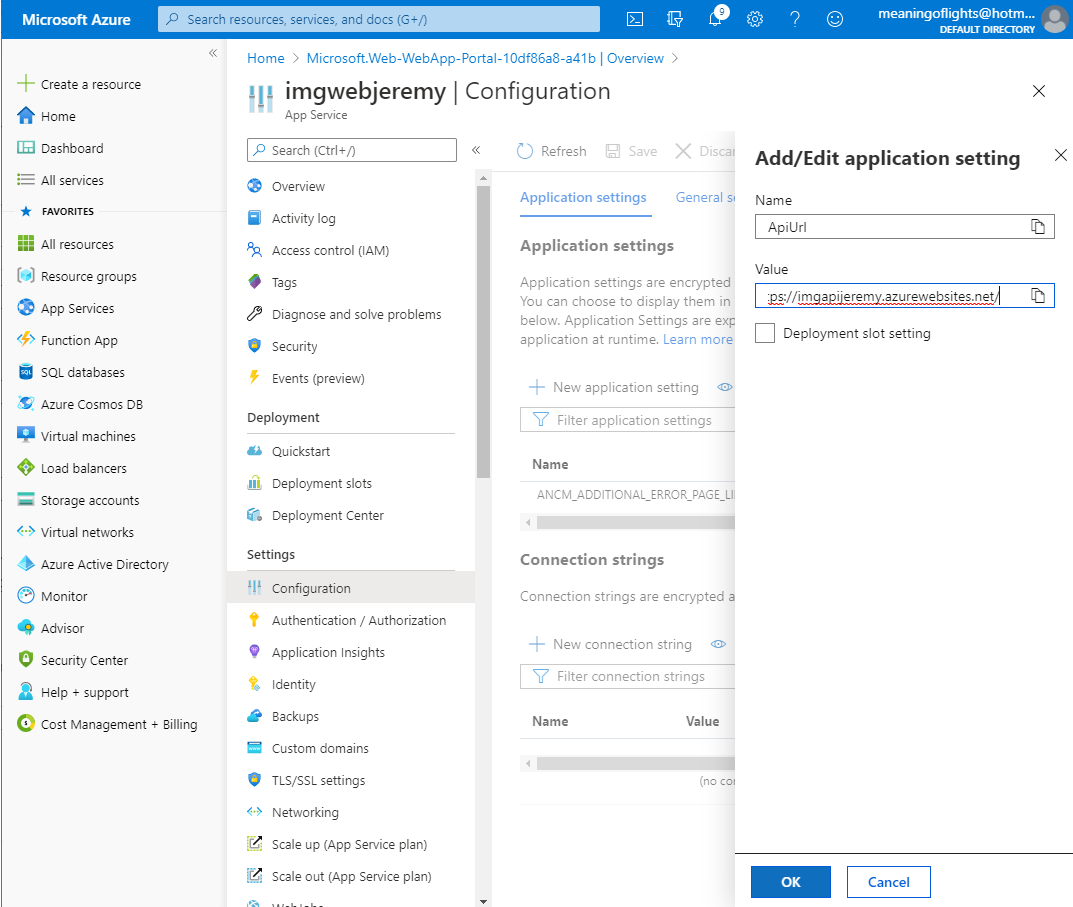 Microsoft Azure
Search resources, services, and docs (G+/)
9
meaningoflights@hotm...
DEFAULT DIRECTORY
Create a resource
Home
Dashboard
All services
FAVORITES
All resources
Resource groups
App Services
Function App
SQL databases
Azure Cosmos DB
Virtual machines
Load balancers
Storage accounts
Virtual networks
Azure Active Directory
Monitor
Advisor
Security Center
Help + support
Cost Management + Billing
Home > Microsoft.Web-WebApp-Portal-10df86a8-a41b | Overview >
imgwebjeremy | Configuration
App Service
Search (Ctrl+/)
Overview
Activity log
Access control (IAM)
Tags
Diagnose and solve problems
Security
Events (preview)
Deployment
Quickstart
Deployment slots
Deployment Center
Settings
Configuration
Authentication / Authorization
Application Insights
Identity
Backups
Custom domains
TLS/SSL settings
Networking
Scale up (App Service plan)
Scale out (App Service plan)
WebJobs
Refresh Save Discar
Application settings General se
Application settings
Application settings are encrypted
You can choose to display them in
below. Application Settings are exp
application at runtime. Learn more
New application setting
Filter application settings
Name
ANCM_ADDITIONAL_ERROR_PAGE_LI
Connection strings
Connection strings are encrypted a
New connection string
Filter connection strings
Name Value
(no con
Add/Edit application setting
Name
ApiUrl
Value
:ps://imgapijeremy.azurewebsites.net/
Deployment slot setting
OK Cancel